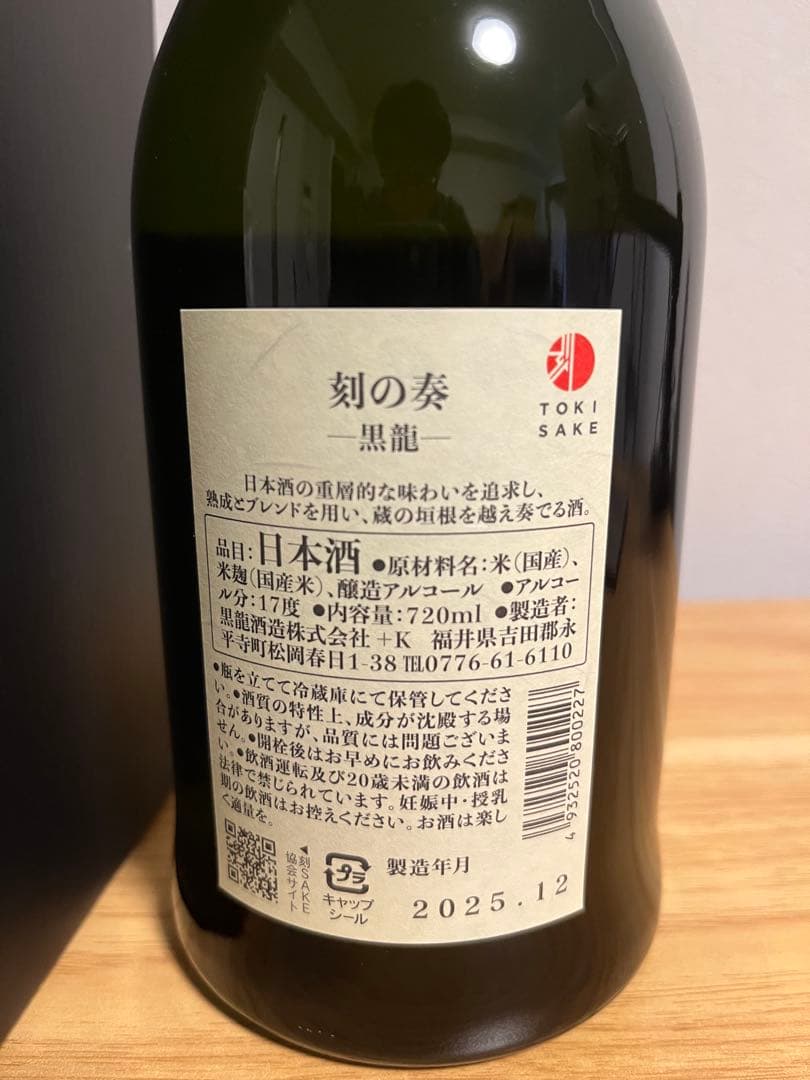 刻の奏
―黒龍―
TOKI
SAKE
日本酒の重層的な味わいを追求し、
熟成とブレンドを用い、蔵の垣根を越え奏でる酒。
品目：日本酒 ●原材料名：米（国産）、
米麹（国産米）、醸造アルコール ●アルコー
ル分：17度 ●内容量：720ml ●製造者：
黒龍酒造株式会社 +K 福井県吉田郡永
平寺町松岡春日1-38 ℡0776-61-6110
●瓶を立てて冷蔵庫にて保管してくださ
い。●酒質の特性上、成分が沈殿する場
合がありますが、品質には問題ございま
せん。●開栓後はお早めにお飲みくださ
い。●飲酒運転及び20歳未満の飲酒は
法律で禁じられています。妊娠中・授乳
期の飲酒はお控えください。お酒は楽し
く適量を。
4932520800227
◀刻SAKE
協会サイト
プラ
キャップ
シール
製造年月
2025.12